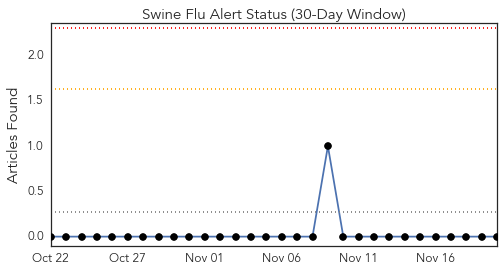 Swine Flu Alert Status (30-Day Window)
Articles Found
2.0
1.5
1.0
0.5
0.0
Oct 22 Oct 27 Nov 01 Nov 06 Nov 11 Nov 16